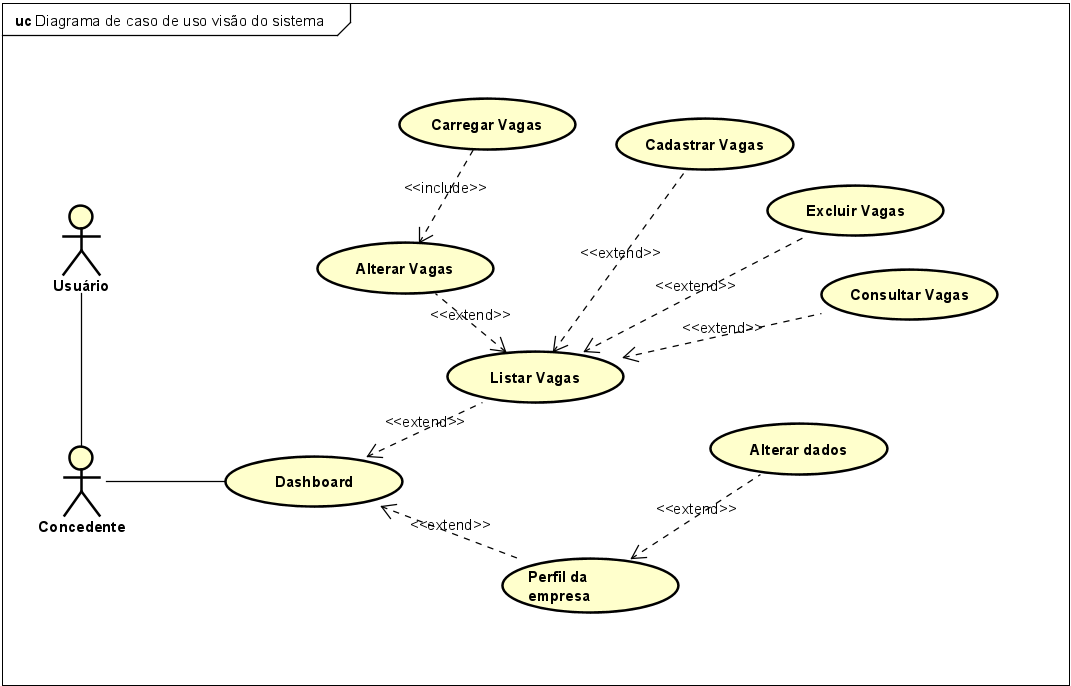 uc Diagrama de caso de uso visão do sistema
Carregar Vagas
Cadastrar Vagas
<<include>>
Excluir Vagas
<<extend>>
Alterar Vagas
Usuário
<<extend>>
Consultar Vagas
<<extend>>
<<extend>>
Listar Vagas
<<extend>>
Alterar dados
Dashboard
<<extend>>
<<extend>>
Concedente
Perfil da
empresa